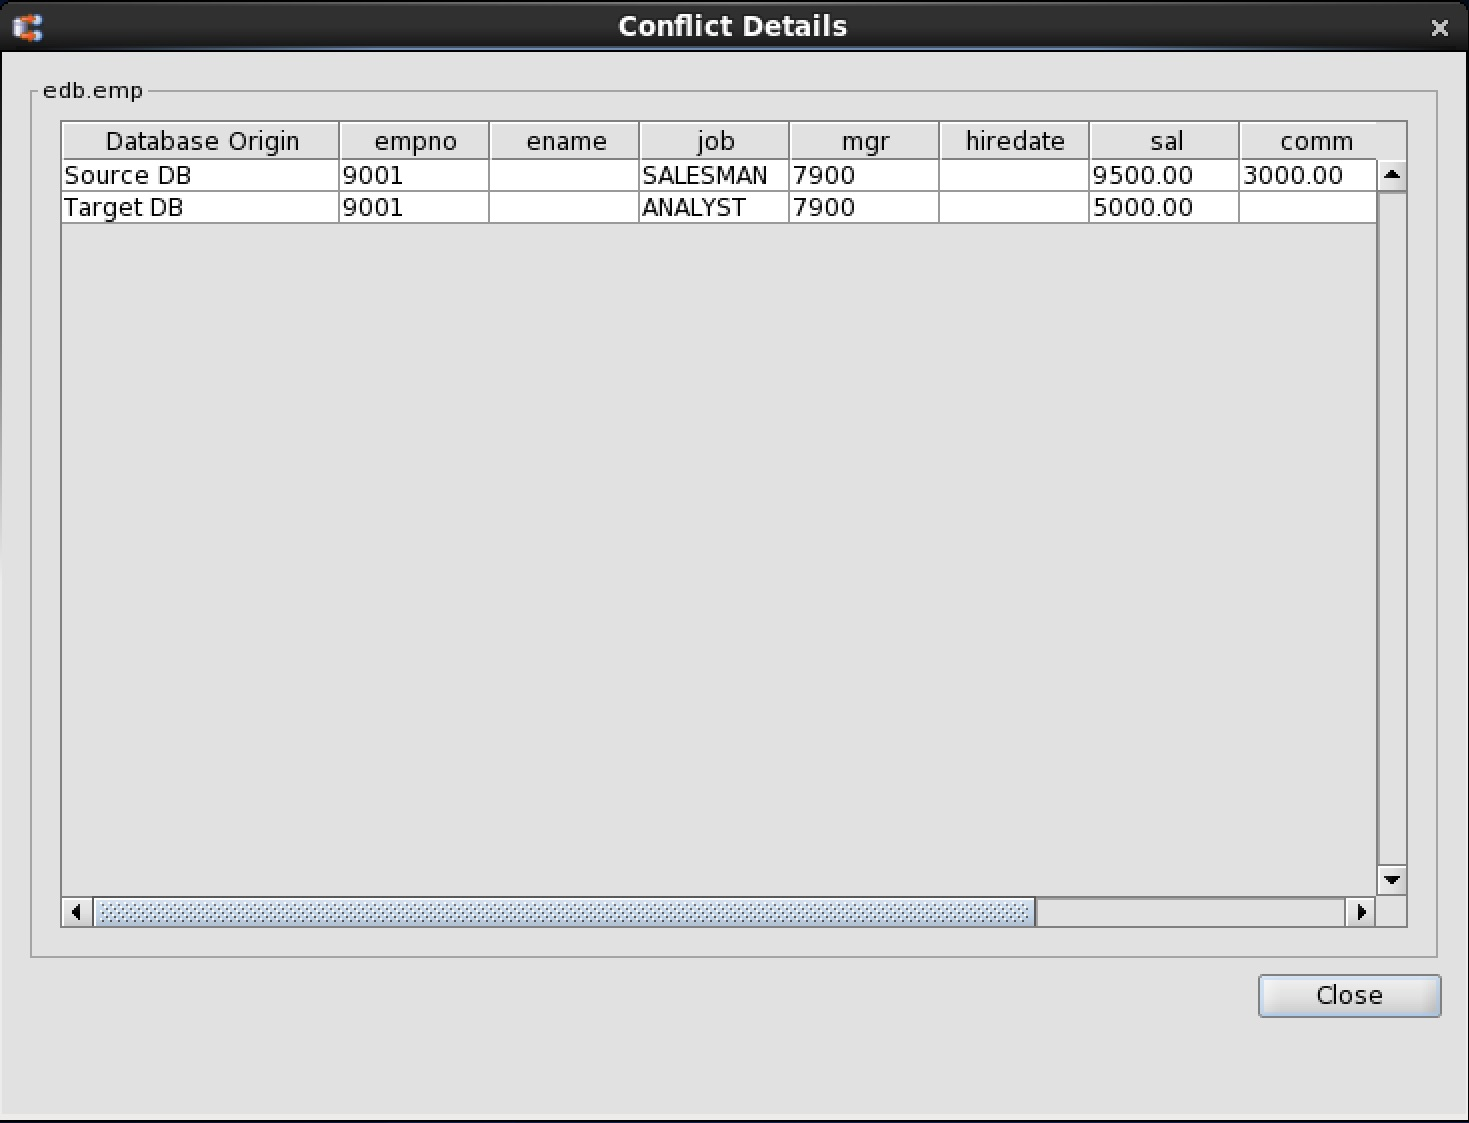 Conflict Details
edb.emp
Database Origin empno ename job mgr hiredate sal comm
Source DB 9001 SALESMAN 7900 9500.00 3000.00
Target DB 9001 ANALYST 7900 5000.00
Close